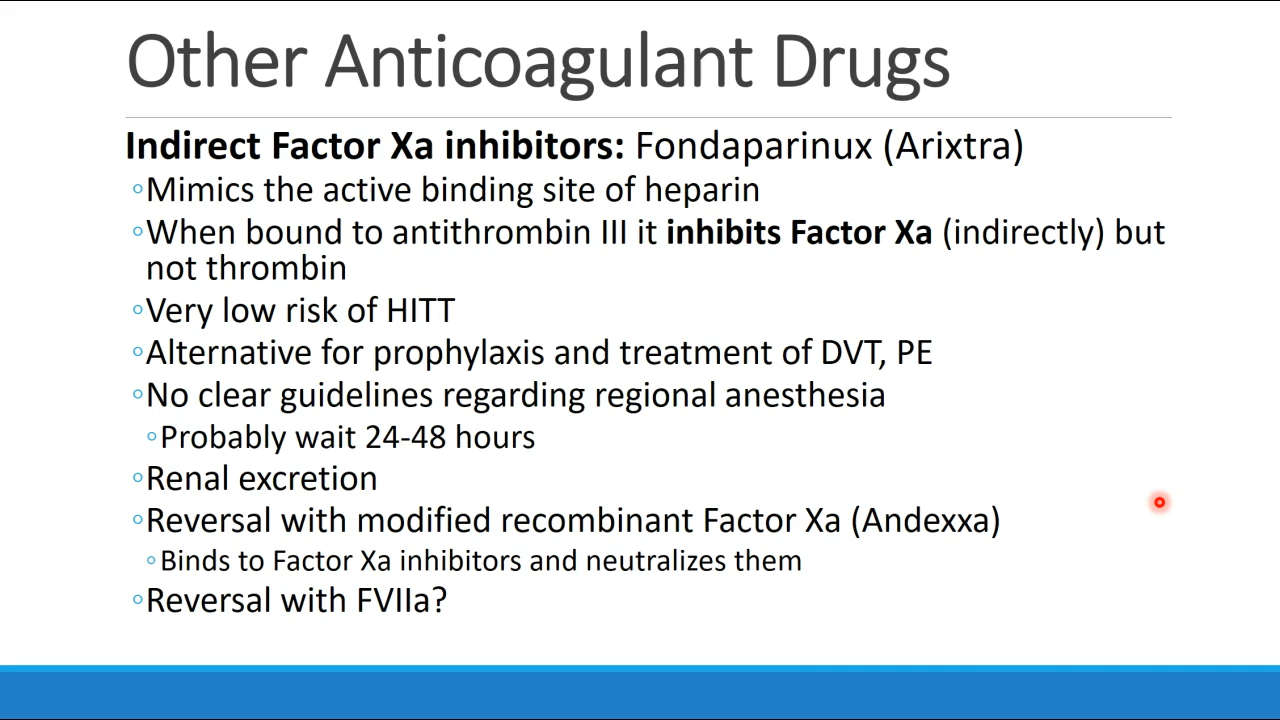 Other Anticoagulant Drugs
Indirect Factor Xa inhibitors: Fondaparinux (Arixtra)
◦Mimics the active binding site of heparin
◦When bound to antithrombin III it inhibits Factor Xa (indirectly) but
not thrombin
◦Very low risk of HITT
◦Alternative for prophylaxis and treatment of DVT, PE
◦No clear guidelines regarding regional anesthesia
◦Probably wait 24-48 hours
◦Renal excretion
◦Reversal with modified recombinant Factor Xa (Andexxa)
◦Binds to Factor Xa inhibitors and neutralizes them
◦Reversal with FVIIa?